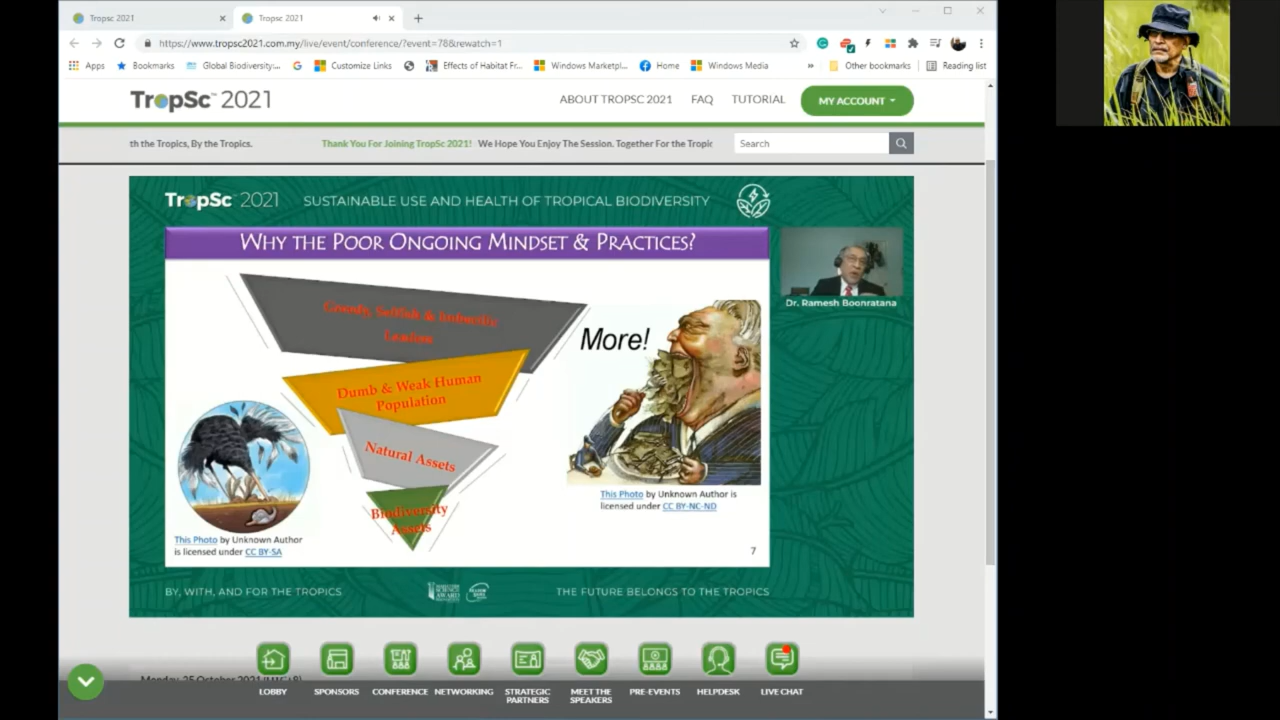 Tropsc 2021
Tropsc 2021
https://www.tropsc2021.com.my/live/event/conference/?event=78&rewatch=1
Apps
Bookmarks
Global Biodiversity:...
Customize Links
Effects of Habitat Fr...
Windows Marketpl...
Home
Windows Media
»
Other bookmarks
Reading list
TropSc™ 2021
ABOUT TROPSC 2021
FAQ
TUTORIAL
MY ACCOUNT
th the Tropics, By the Tropics.
Thank You For Joining TropSc 2021! We Hope You Enjoy The Session. Together For the Tropic
Search
TropSc™ 2021
SUSTAINABLE USE AND HEALTH OF TROPICAL BIODIVERSITY
WHY THE POOR ONGOING MINDSET & PRACTICES?
Greedy, Selfish &
Dumb & Weak Human
Population
Natural Assets
Biodiversity
Assets
More!
This Photo by Unknown Author
is licensed under CC BY-SA
This Photo by Unknown Author is
licensed under CC BY-NC-ND
7
Dr. Ramesh Boonratana
BY, WITH, AND FOR THE TROPICS
THE FUTURE BELONGS TO THE TROPICS
Monday, 25 October 2021
LOBBY
SPONSORS
CONFERENCE
NETWORKING
STRATEGIC
PARTNERS
MEET THE
SPEAKERS
PRE-EVENTS
HELPDESK
LIVE CHAT